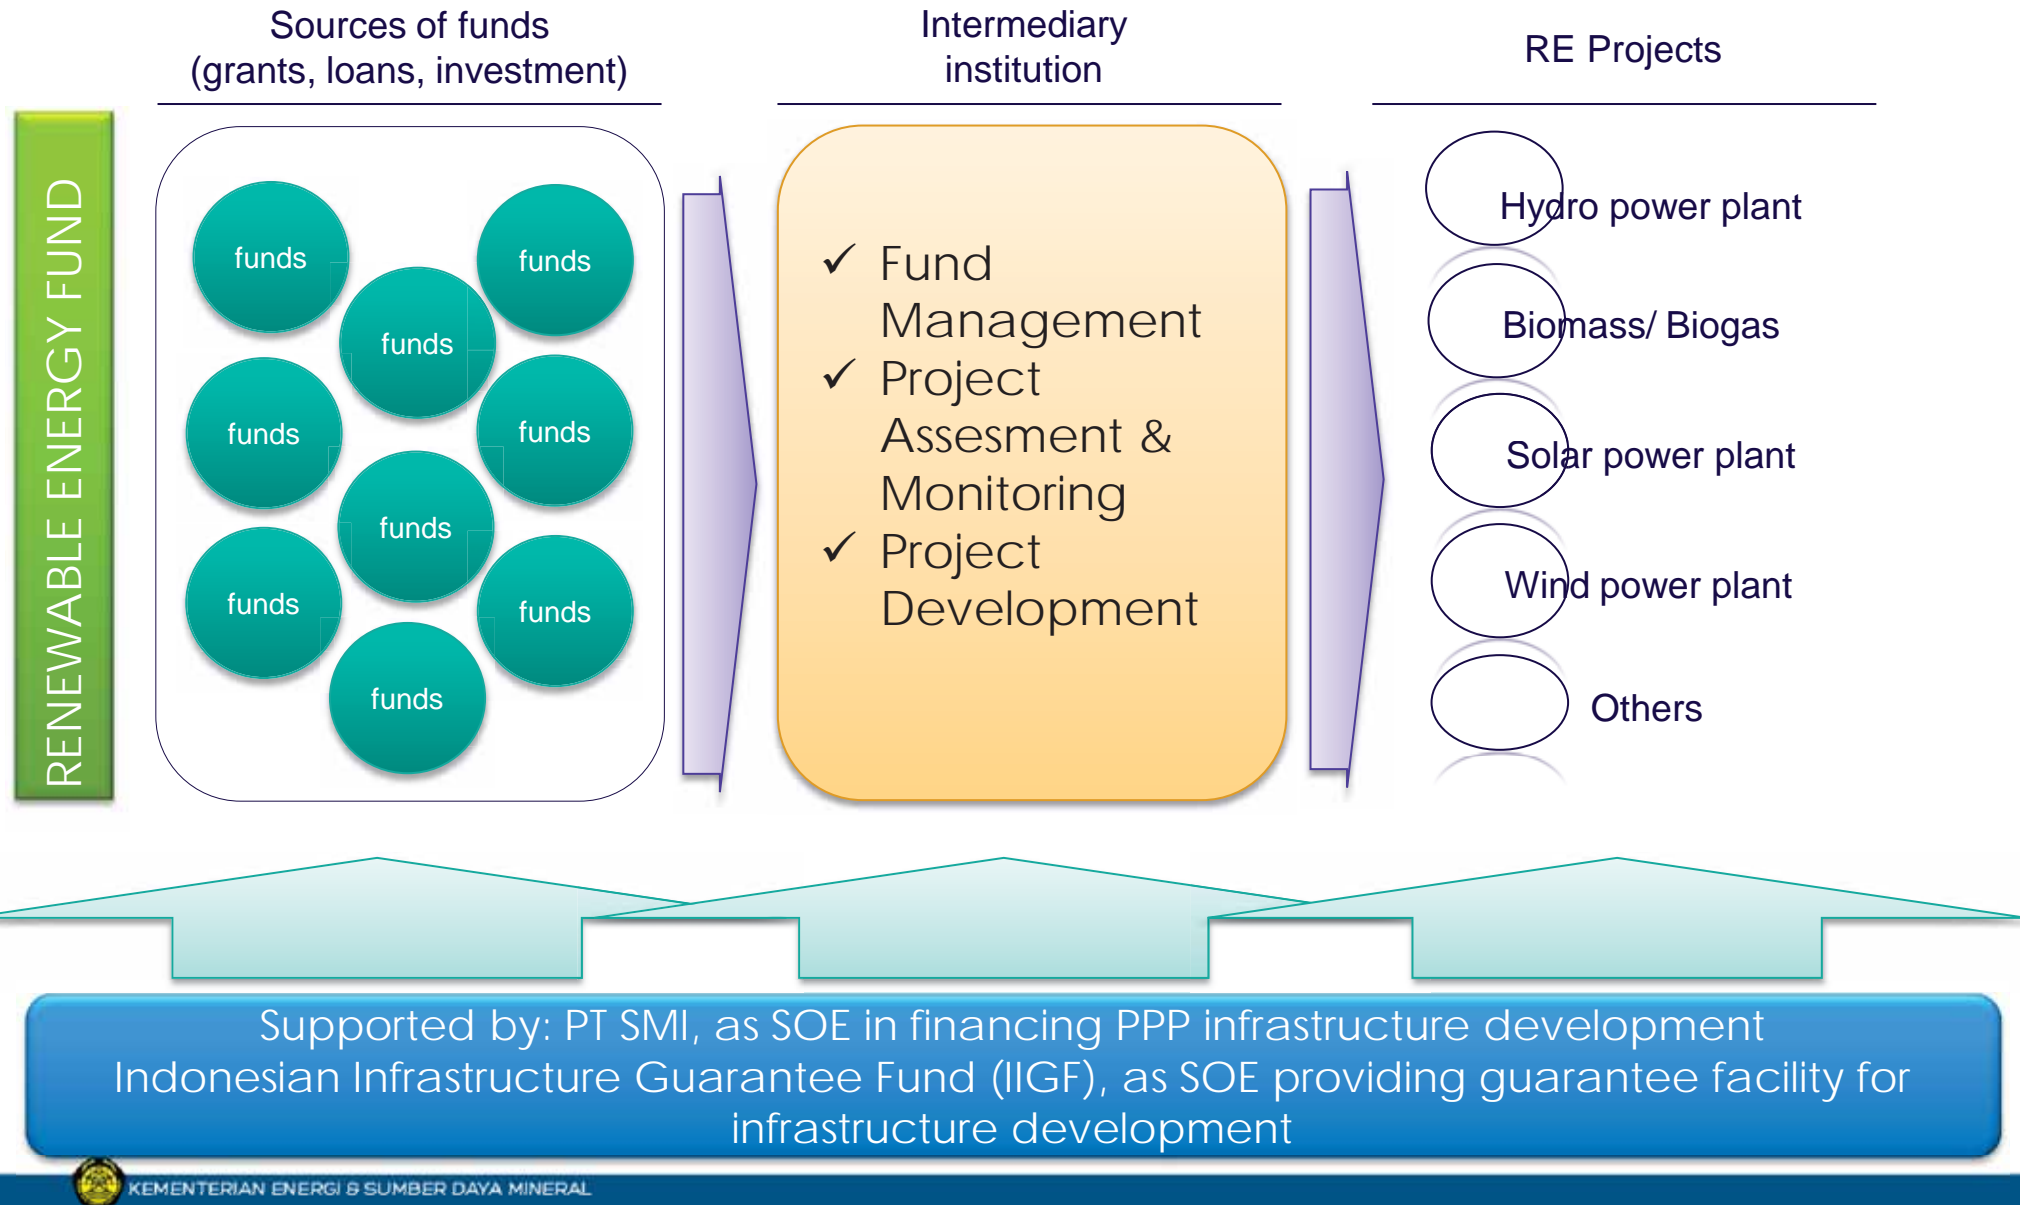 Sources of funds
(grants, loans, investment)
Intermediary
institution
RE Projects
RENEWABLE ENERGY FUND
funds
funds
funds
funds
funds
funds
funds
funds
funds
✓ Fund
Management
✓ Project
Assesment &
Monitoring
✓ Project
Development
Hydro power plant
Biomass/ Biogas
Solar power plant
Wind power plant
Others
Supported by: PT SMI, as SOE in financing PPP infrastructure development
Indonesian Infrastructure Guarantee Fund (IIGF), as SOE providing guarantee facility for
infrastructure development
KEMENTERIAN ENERGI & SUMBER DAYA MINERAL